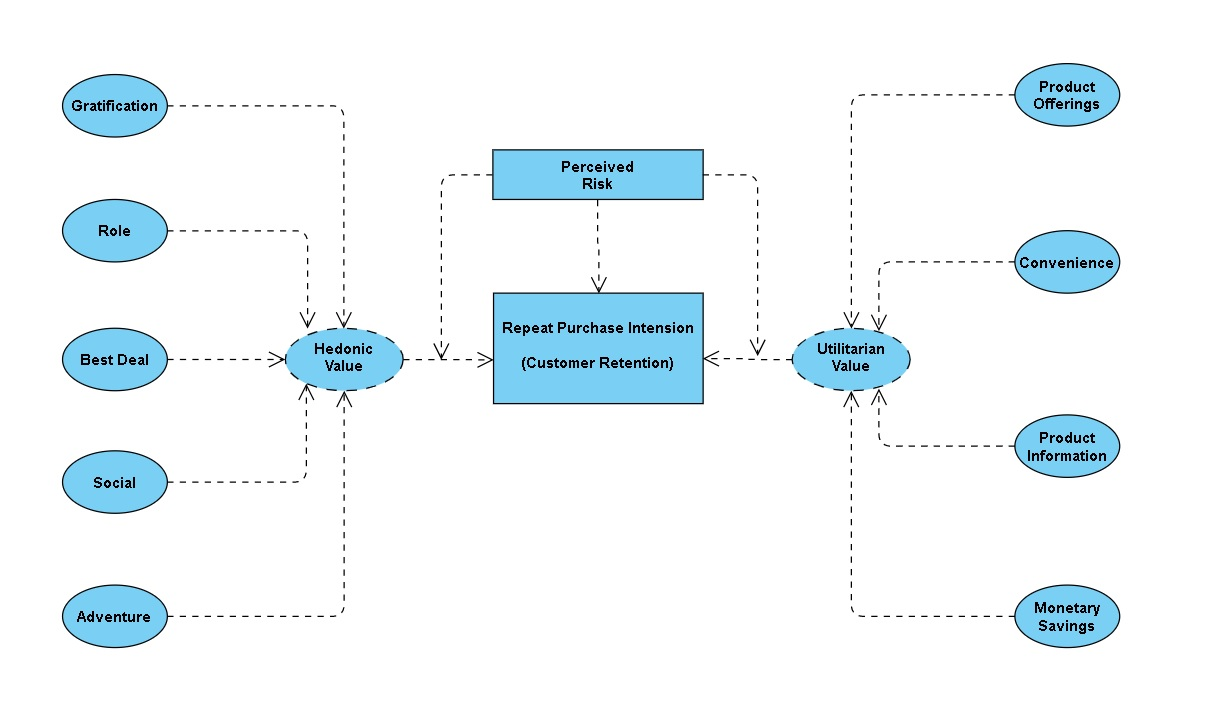 Gratification
Role
Best Deal
Social
Adventure
Hedonic
Value
Perceived
Risk
Repeat Purchase Intension
(Customer Retention)
Utilitarian
Value
Product
Offerings
Convenience
Product
Information
Monetary
Savings